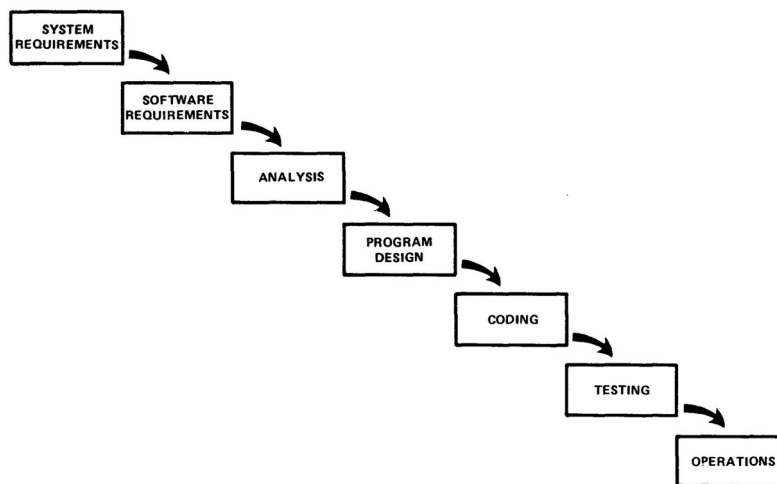 SYSTEM
REQUIREMENTS
SOFTWARE
REQUIREMENTS
ANALYSIS
PROGRAM
DESIGN
CODING
TESTING
OPERATIONS